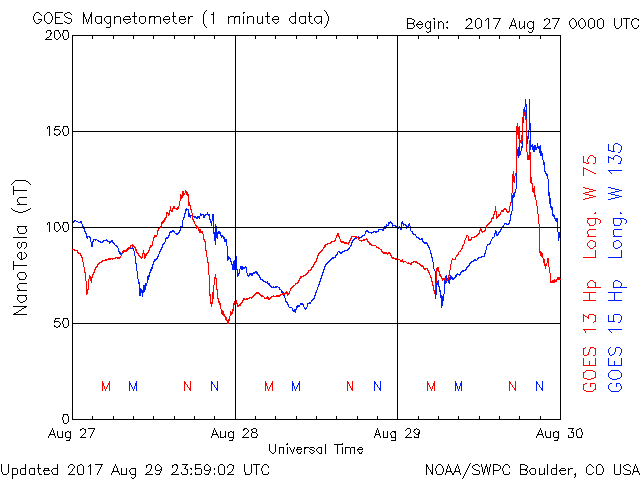 GOES Magnetometer (1 minute data)
Begin: 2017 Aug 27 0000 UTC
200
150
100
50
0
NanoTesla (nT)
M M N N M M N N M M N N
Aug 27 Aug 28 Aug 29 Aug 30
Universal Time
GOES 13 Hp Long. W 75
GOES 15 Hp Long. W 135
Updated 2017 Aug 29 23:59:02 UTC
NOAA/SWPC Boulder, CO USA